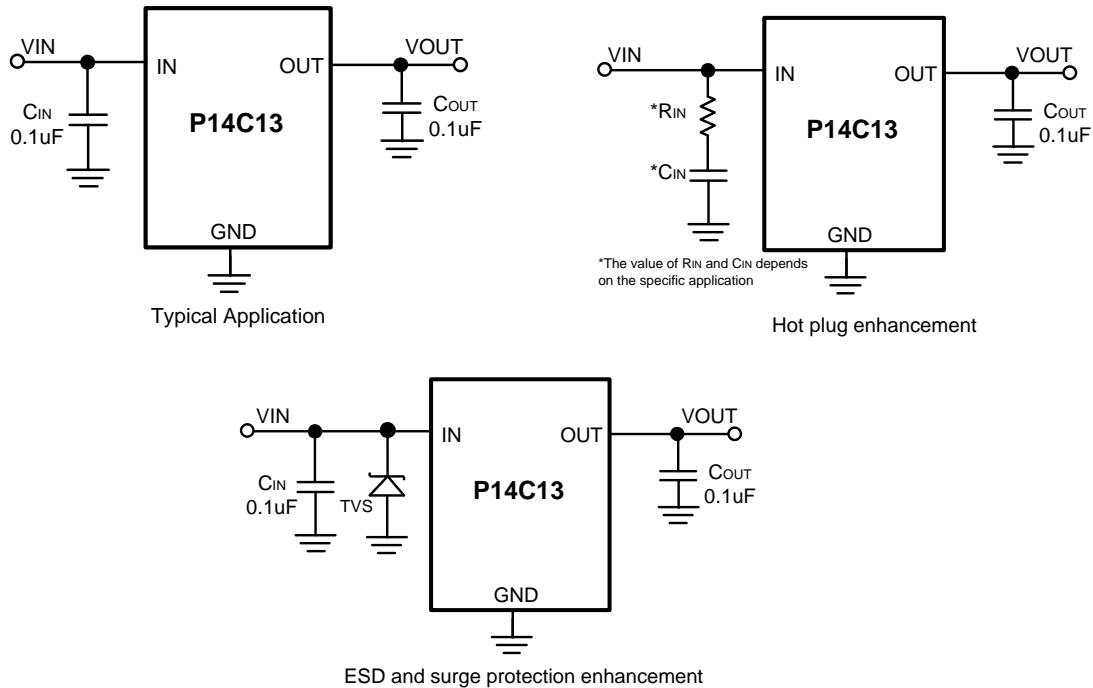 VIN
IN
OUT
VOUT
CIN
0.1uF
P14C13
COUT
0.1uF
GND
Typical Application
VIN
IN
OUT
VOUT
*RIN
*CIN
P14C13
COUT
0.1uF
GND
*The value of RIN and CIN depends
on the specific application
Hot plug enhancement
VIN
IN
OUT
VOUT
CIN
0.1uF
TVS
P14C13
COUT
0.1uF
GND
ESD and surge protection enhancement